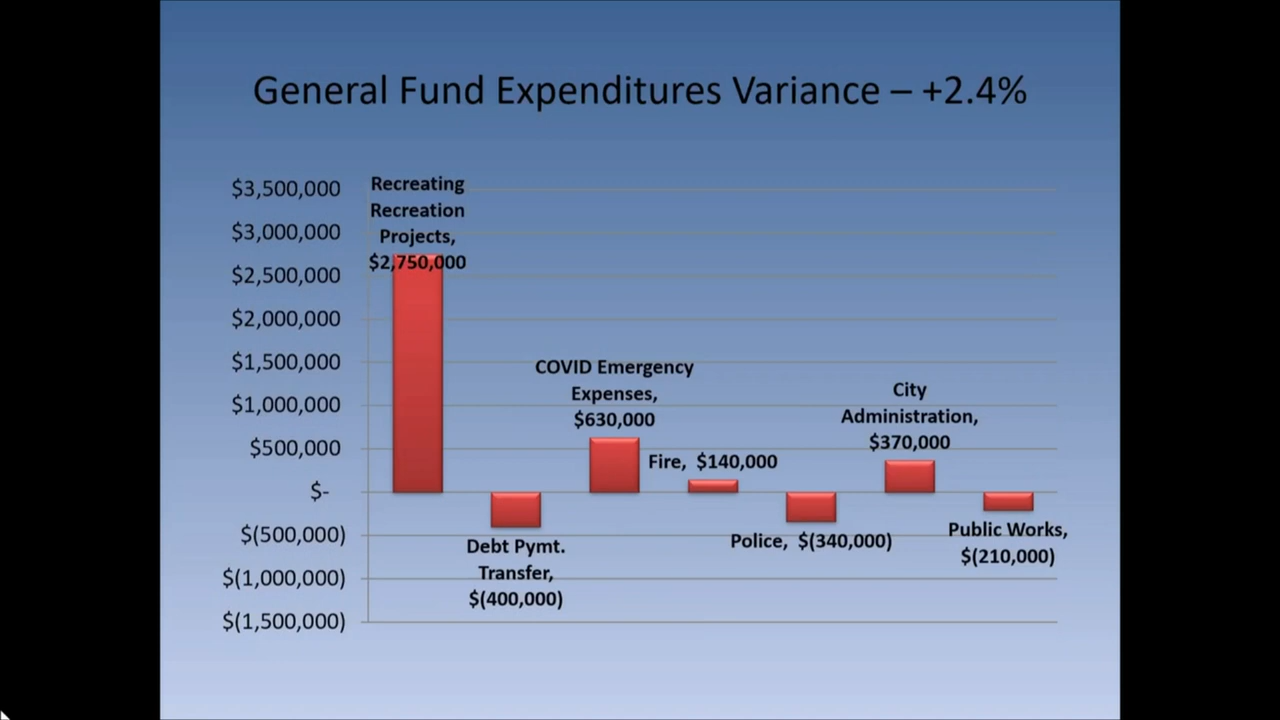 General Fund Expenditures Variance – +2.4%
$3,500,000
$3,000,000
$2,500,000
$2,000,000
$1,500,000
$1,000,000
$500,000
$-
$(500,000)
$(1,000,000)
$(1,500,000)
Recreating
Recreation
Projects,
$2,750,000
Debt Pymt.
Transfer,
$(400,000)
COVID Emergency
Expenses,
$630,000
Fire,  $140,000
Police,  $(340,000)
City
Administration,
$370,000
Public Works,
$(210,000)